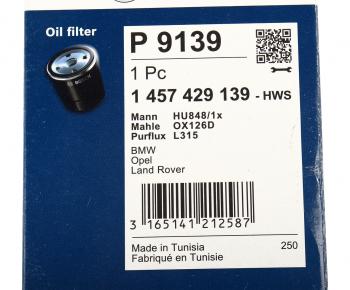 Oil filter
P 9139
1 Pc
1 457 429 139 - HWS
Mann HU848/1x
Mahle OX126D
Purflux L315
BMW
Opel
Land Rover
3 165141 212587
Made in Tunisia 250
Fabriqué en Tunisie